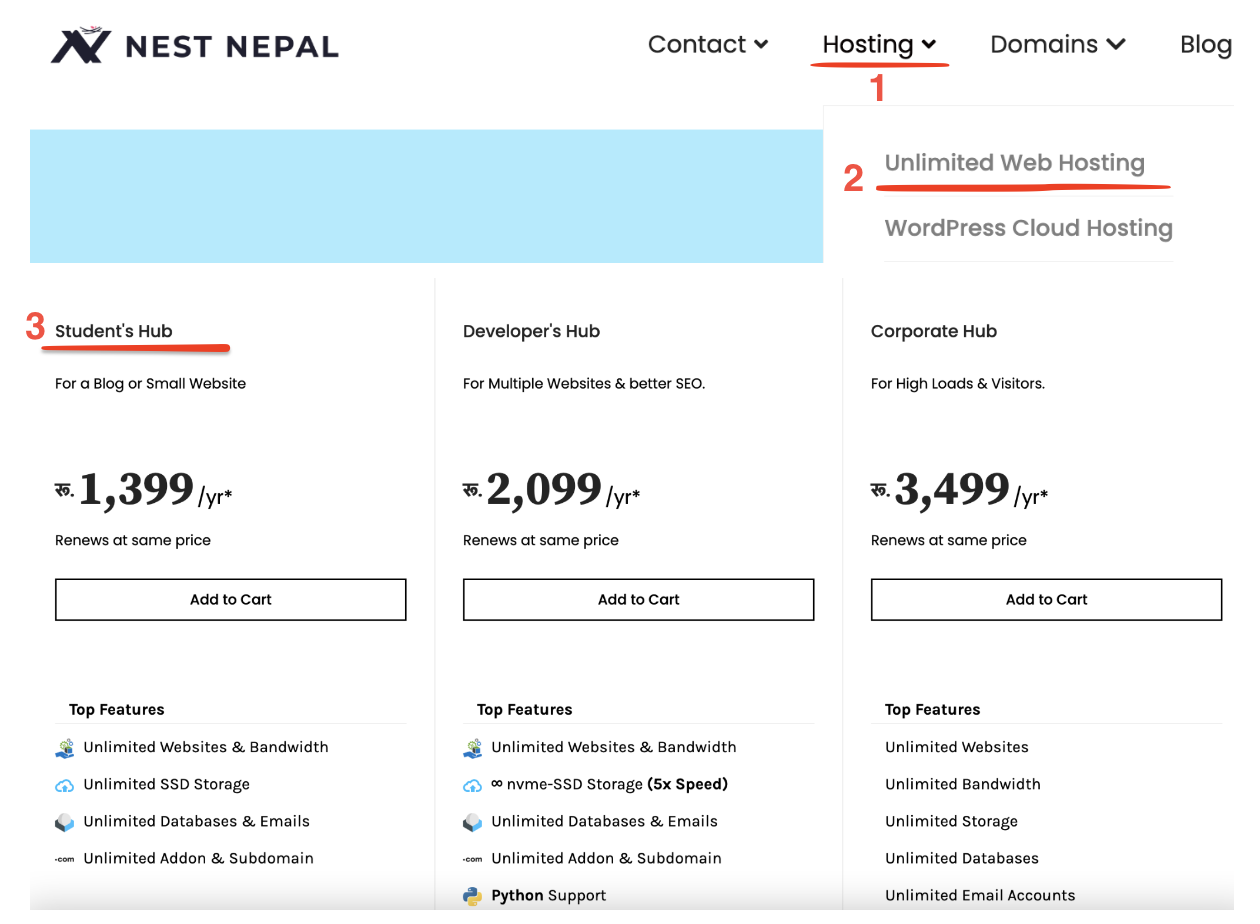 NEST NEPAL
Contact
Hosting
Domains
Blog
1
2
Unlimited Web Hosting
WordPress Cloud Hosting
3
Student's Hub
For a Blog or Small Website
रू.1,399/yr*
Renews at same price
Add to Cart
Top Features
Unlimited Websites & Bandwidth
Unlimited SSD Storage
Unlimited Databases & Emails
-com Unlimited Addon & Subdomain
Developer's Hub
For Multiple Websites & better SEO.
रू.2,099/yr*
Renews at same price
Add to Cart
Top Features
Unlimited Websites & Bandwidth
∞ nvme-SSD Storage (5x Speed)
Unlimited Databases & Emails
-com Unlimited Addon & Subdomain
Python Support
Corporate Hub
For High Loads & Visitors.
रू.3,499/yr*
Renews at same price
Add to Cart
Top Features
Unlimited Websites
Unlimited Bandwidth
Unlimited Storage
Unlimited Databases
Unlimited Email Accounts